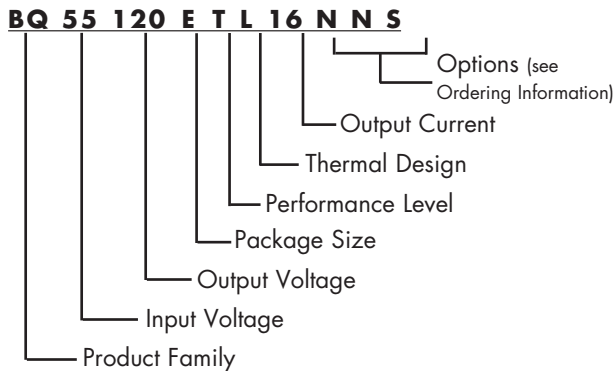 BQ 55 120 E T L 16 N N S
Options (see
Ordering Information)
Output Current
Thermal Design
Performance Level
Package Size
Output Voltage
Input Voltage
Product Family